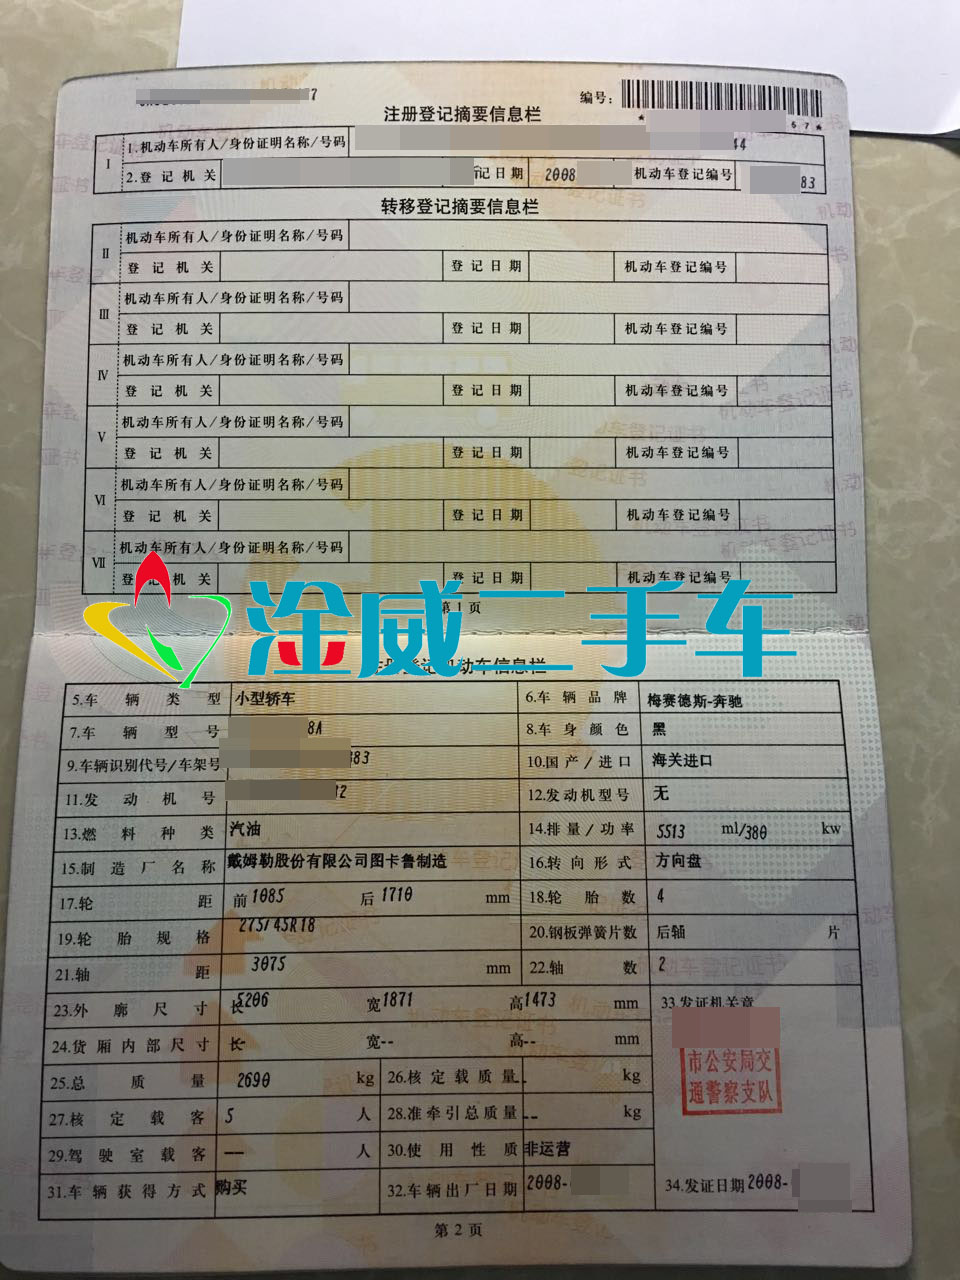 7 编号：
注册登记摘要信息栏
5 7 *
I 1.机动车所有人/身份证明名称/号码 44
2.登记机关 记日期 2008 机动车登记编号 83
转移登记摘要信息栏
II 机动车所有人/身份证明名称/号码
登记机关 登记日期 机动车登记编号
III 机动车所有人/身份证明名称/号码
登记机关 登记日期 机动车登记编号
IV 机动车所有人/身份证明名称/号码
登记机关 登记日期 机动车登记编号
V 机动车所有人/身份证明名称/号码
登记机关 登记日期 机动车登记编号
VI 机动车所有人/身份证明名称/号码
登记机关 登记日期 机动车登记编号
VII 机动车所有人/身份证明名称/号码
登记机关 登记日期 机动车登记编号
第1页
淦威二手车
注册登记机动车信息栏
5.车辆类型 小型轿车 6.车辆品牌 梅赛德斯-奔驰
7.车辆型号 8A 8.车身颜色 黑
9.车辆识别代号/车架号 383 10.国产/进口 海关进口
11.发动机号 32 12.发动机型号 无
13.燃料种类 汽油 14.排量/功率 5513 ml/380 kw
15.制造厂名称 戴姆勒股份有限公司图卡鲁制造 16.转向形式 方向盘
17.轮距 前1085 后1710 mm 18.轮胎数 4
19.轮胎规格 275/45R18 20.钢板弹簧片数 后轴 片
21.轴距 3075 mm 22.轴数 2
23.外廓尺寸 长5206 宽1871 高1473 mm 33.发证机关章
24.货厢内部尺寸 长- 宽-- 高-- mm
市公安局交
通警察支队
25.总质量 2690 kg 26.核定载质量-- kg
27.核定载客 5 人 28.准牵引总质量-- kg
29.驾驶室载客 -- 人 30.使用性质 非运营
31.车辆获得方式 购买 32.车辆出厂日期 2008- 34.发证日期 2008-
第2页